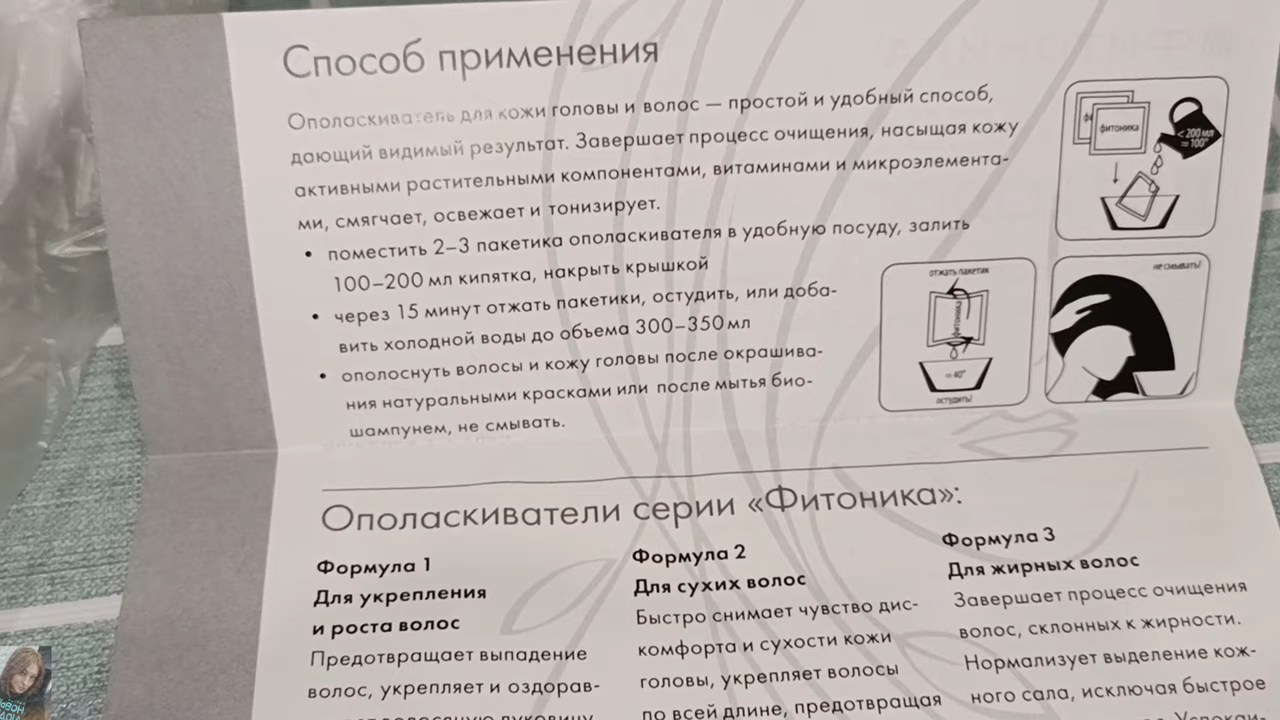 Способ применения
Ополаскиватель для кожи головы и волос — простой и удобный способ,
дающий видимый результат. Завершает процесс очищения, насыщая кожу
активными растительными компонентами, витаминами и микроэлемента-
ми, смягчает, освежает и тонизирует.
• поместить 2–3 пакетика ополаскивателя в удобную посуду, залить
100–200 мл кипятка, накрыть крышкой
• через 15 минут отжать пакетики, остудить, или доба-
вить холодной воды до объема 300–350 мл
• ополоснуть волосы и кожу головы после окрашива-
ния натуральными красками или после мытья био-
шампунем, не смывать.
фитоника
< 200 мл
≈ 100°
отжать пакетик
фитоника
≈ 40°
остудить!
не смывать!
Ополаскиватели серии «Фитоника»:
Формула 1
Для укрепления
и роста волос
Предотвращает выпадение
волос, укрепляет и оздорав-
Формула 2
Для сухих волос
Быстро снимает чувство дис-
комфорта и сухости кожи
головы, укрепляет волосы
по всей длине, предотвращая
Формула 3
Для жирных волос
Завершает процесс очищения
волос, склонных к жирности.
Нормализует выделение кож-
ного сала, исключая быстрое